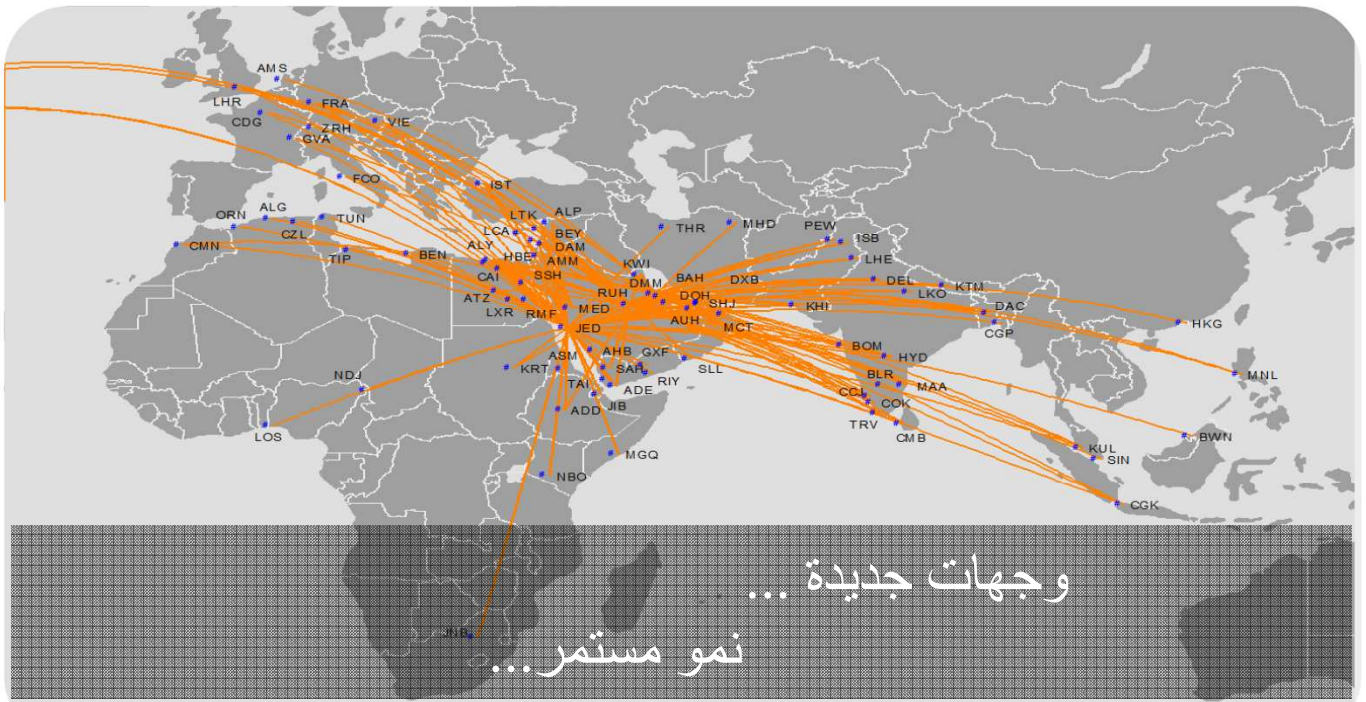 AMS
LHR
FRA
CDG
ZRH
VIE
GVA
FCO
IST
ORN
ALG
TUN
LTK
ALP
THR
MHD
PEW
ISB
CZL
LCA
BEY
CMN
TIP
BEN
ALY
HBE
DAM
LHE
AMM
KWI
BAH
DXB
DEL
CAI
SSH
DMM
LKO
KTM
ATZ
RUH
DOH
SHJ
KHI
DAC
LXR
RMF
MED
AUH
CGP
HKG
JED
MCT
BOM
ASM
AHB
GXF
HYD
NDJ
KRT
SAH
SLL
BLR
MNL
TAI
ADE
RIY
CCJ
MAA
ADD
JIB
COK
LOS
TRV
CMB
BWN
MGQ
KUL
SIN
NBO
CGK
وجهات جديدة ...
JNB
نمو مستمر...